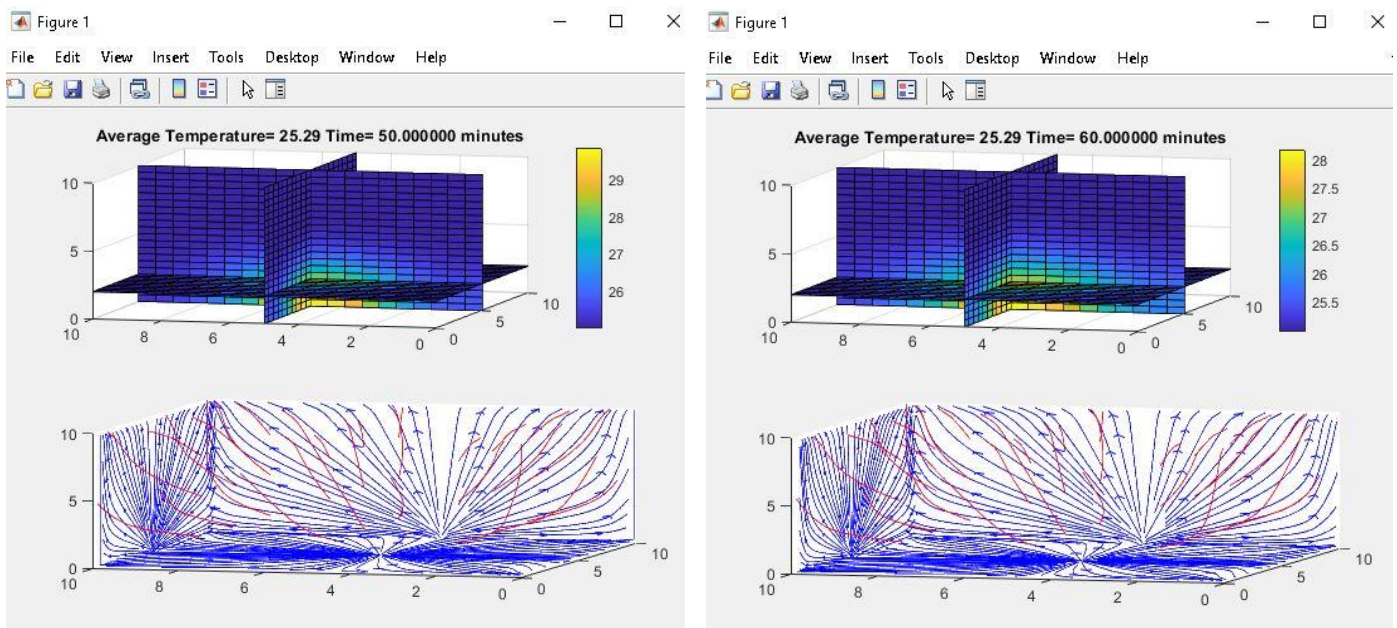 Figure 1
File Edit View Insert Tools Desktop Window Help
Average Temperature= 25.29 Time= 50.000000 minutes
10
5
0
10 8 6 4 2 0
0 5 10
29
28
27
26
10
5
0
10 8 6 4 2 0
0 5 10
Figure 1
File Edit View Insert Tools Desktop Window Help
Average Temperature= 25.29 Time= 60.000000 minutes
10
5
0
10 8 6 4 2 0
0 5 10
28
27.5
27
26.5
26
25.5
10
5
0
10 8 6 4 2 0
0 5 10